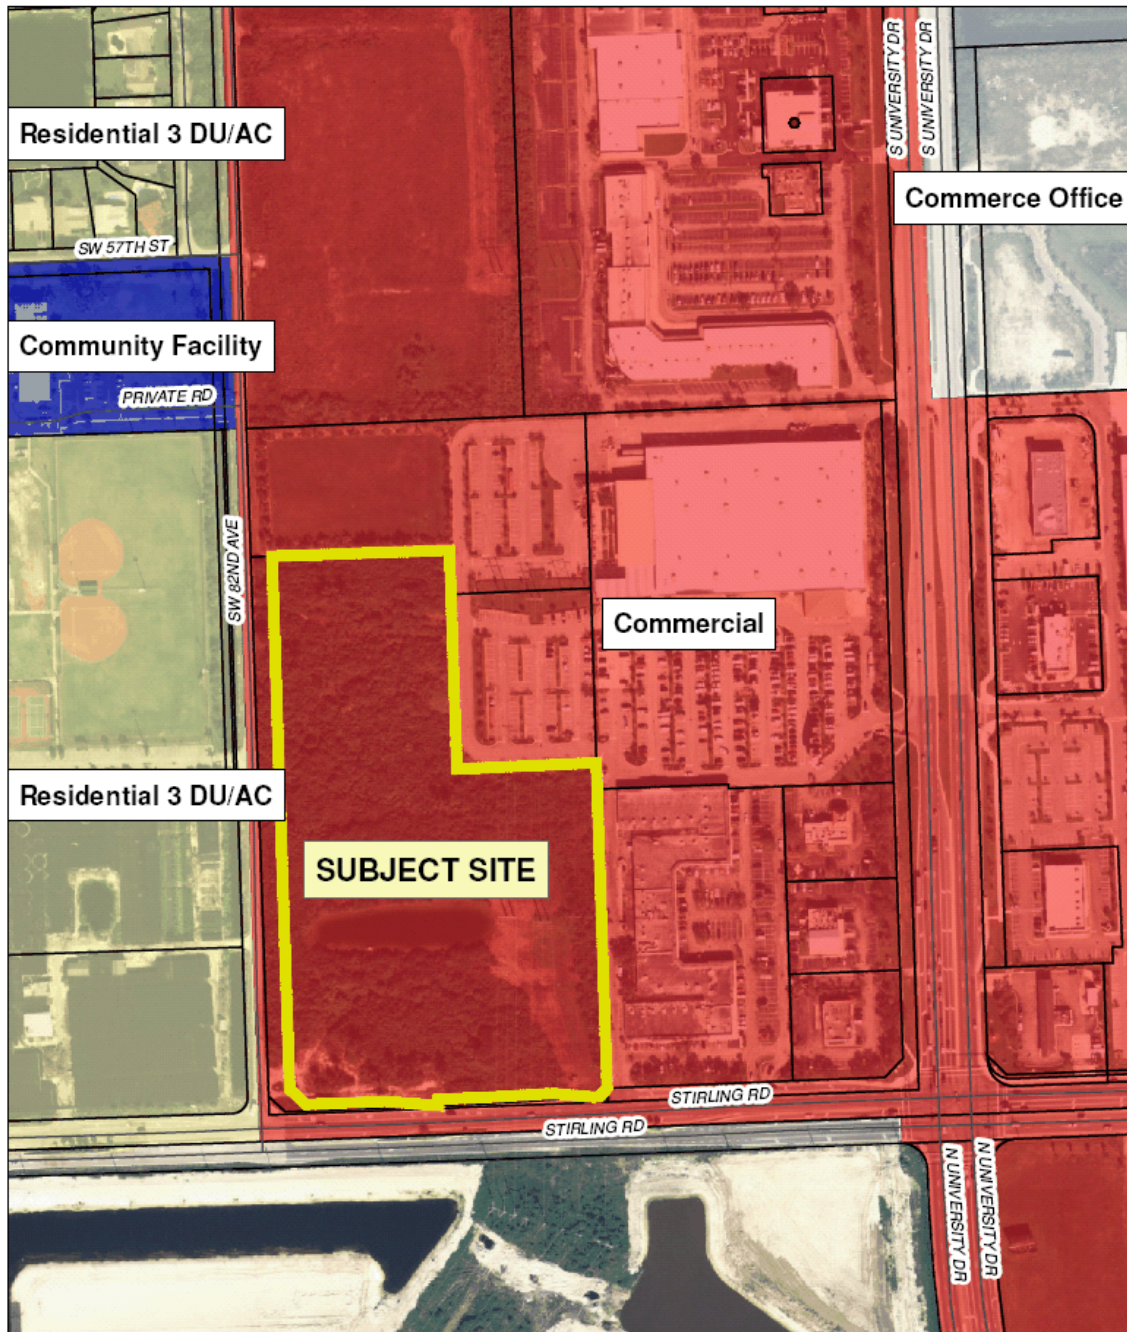 S UNIVERSITY DR
S UNIVERSITY DR
Residential 3 DU/AC
Commerce Office
SW 57TH ST
Community Facility
PRIVATE RD
SW 82ND AVE
Commercial
Residential 3 DU/AC
SUBJECT SITE
STIRLING RD
STIRLING RD
N UNIVERSITY DR
N UNIVERSITY DR